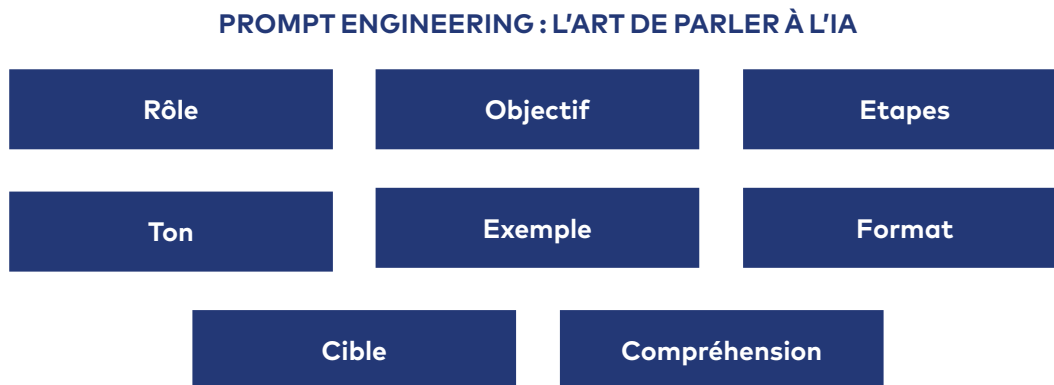 PROMPT ENGINEERING : L'ART DE PARLER À L'IA
Rôle
Objectif
Etapes
Ton
Exemple
Format
Cible
Compréhension